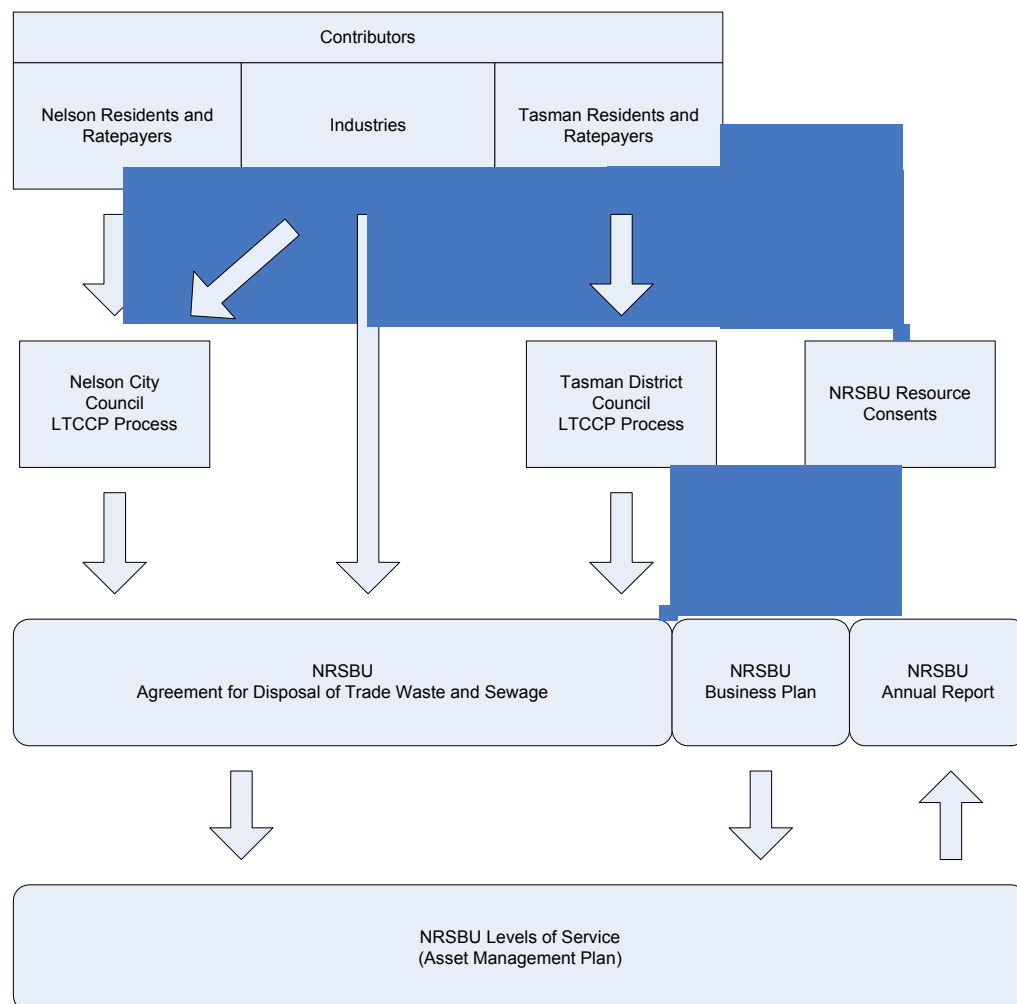 Contributors
Nelson Residents and
Ratepayers
Industries
Tasman Residents and
Ratepayers
Nelson City
Council
LTCCP Process
Tasman District
Council
LTCCP Process
NRSBU Resource
Consents
NRSBU
Agreement for Disposal of Trade Waste and Sewage
NRSBU
Business Plan
NRSBU
Annual Report
NRSBU Levels of Service
(Asset Management Plan)